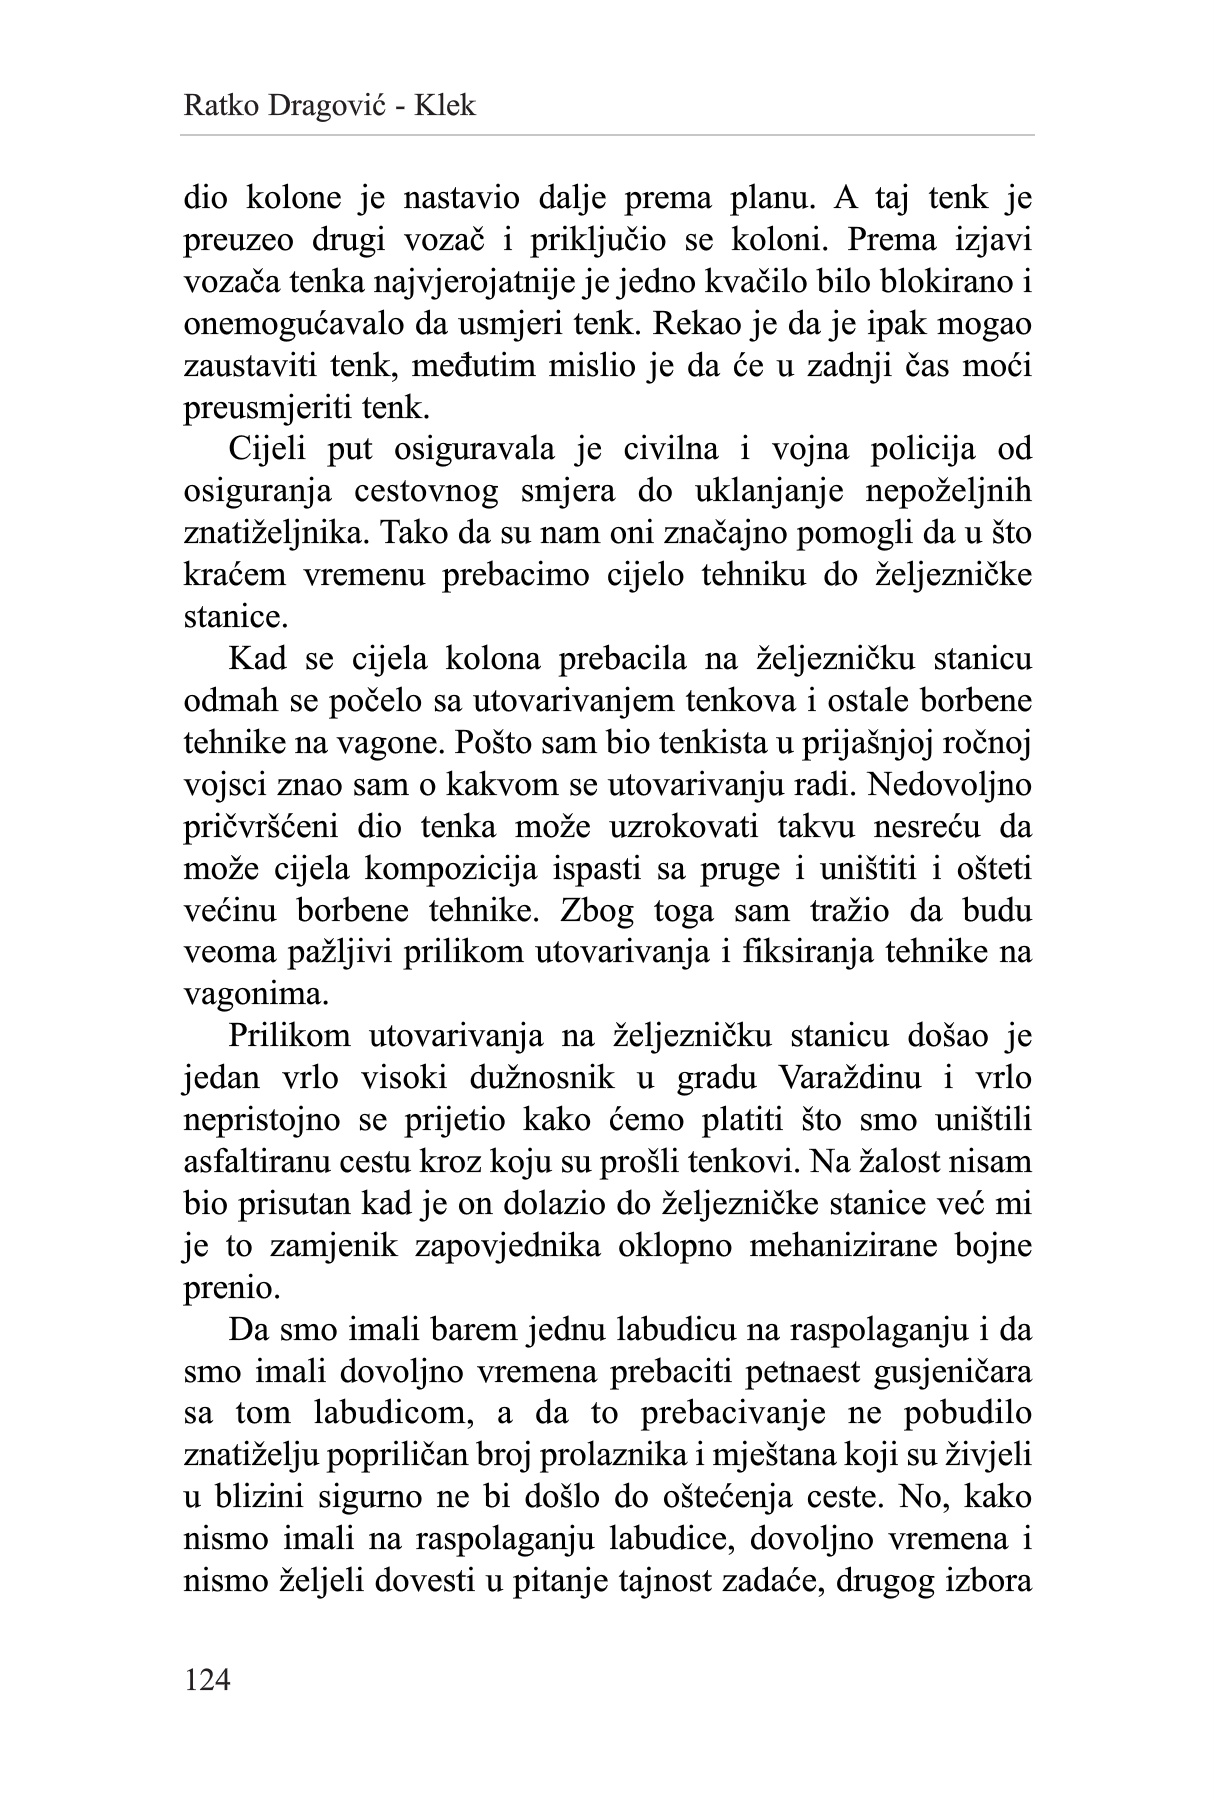 Ratko Dragović - Klek
dio kolone je nastavio dalje prema planu. A taj tenk je
preuzeo drugi vozač i priključio se koloni. Prema izjavi
vozača tenka najvjerojatnije je jedno kvačilo bilo blokirano i
onemogućavalo da usmjeri tenk. Rekao je da je ipak mogao
zaustaviti tenk, međutim mislio je da će u zadnji čas moći
preusmjeriti tenk.
Cijeli put osiguravala je civilna i vojna policija od
osiguranja cestovnog smjera do uklanjanje nepoželjnih
znatiželjnika. Tako da su nam oni značajno pomogli da u što
kraćem vremenu prebacimo cijelo tehniku do željezničke
stanice.
Kad se cijela kolona prebacila na željezničku stanicu
odmah se počelo sa utovarivanjem tenkova i ostale borbene
tehnike na vagone. Pošto sam bio tenkista u prijašnjoj ročnoj
vojsci znao sam o kakvom se utovarivanju radi. Nedovoljno
pričvršćeni dio tenka može uzrokovati takvu nesreću da
može cijela kompozicija ispasti sa pruge i uništiti i ošteti
većinu borbene tehnike. Zbog toga sam tražio da budu
veoma pažljivi prilikom utovarivanja i fiksiranja tehnike na
vagonima.
Prilikom utovarivanja na željezničku stanicu došao je
jedan vrlo visoki dužnosnik u gradu Varaždinu i vrlo
nepristojno se prijetio kako ćemo platiti što smo uništili
asfaltiranu cestu kroz koju su prošli tenkovi. Na žalost nisam
bio prisutan kad je on dolazio do željezničke stanice već mi
je to zamjenik zapovjednika oklopno mehanizirane bojne
prenio.
Da smo imali barem jednu labudicu na raspolaganju i da
smo imali dovoljno vremena prebaciti petnaest gusjeničara
sa tom labudicom, a da to prebacivanje ne pobudilo
znatiželju popriličan broj prolaznika i mještana koji su živjeli
u blizini sigurno ne bi došlo do oštećenja ceste. No, kako
nismo imali na raspolaganju labudice, dovoljno vremena i
nismo željeli dovesti u pitanje tajnost zadaće, drugog izbora
124